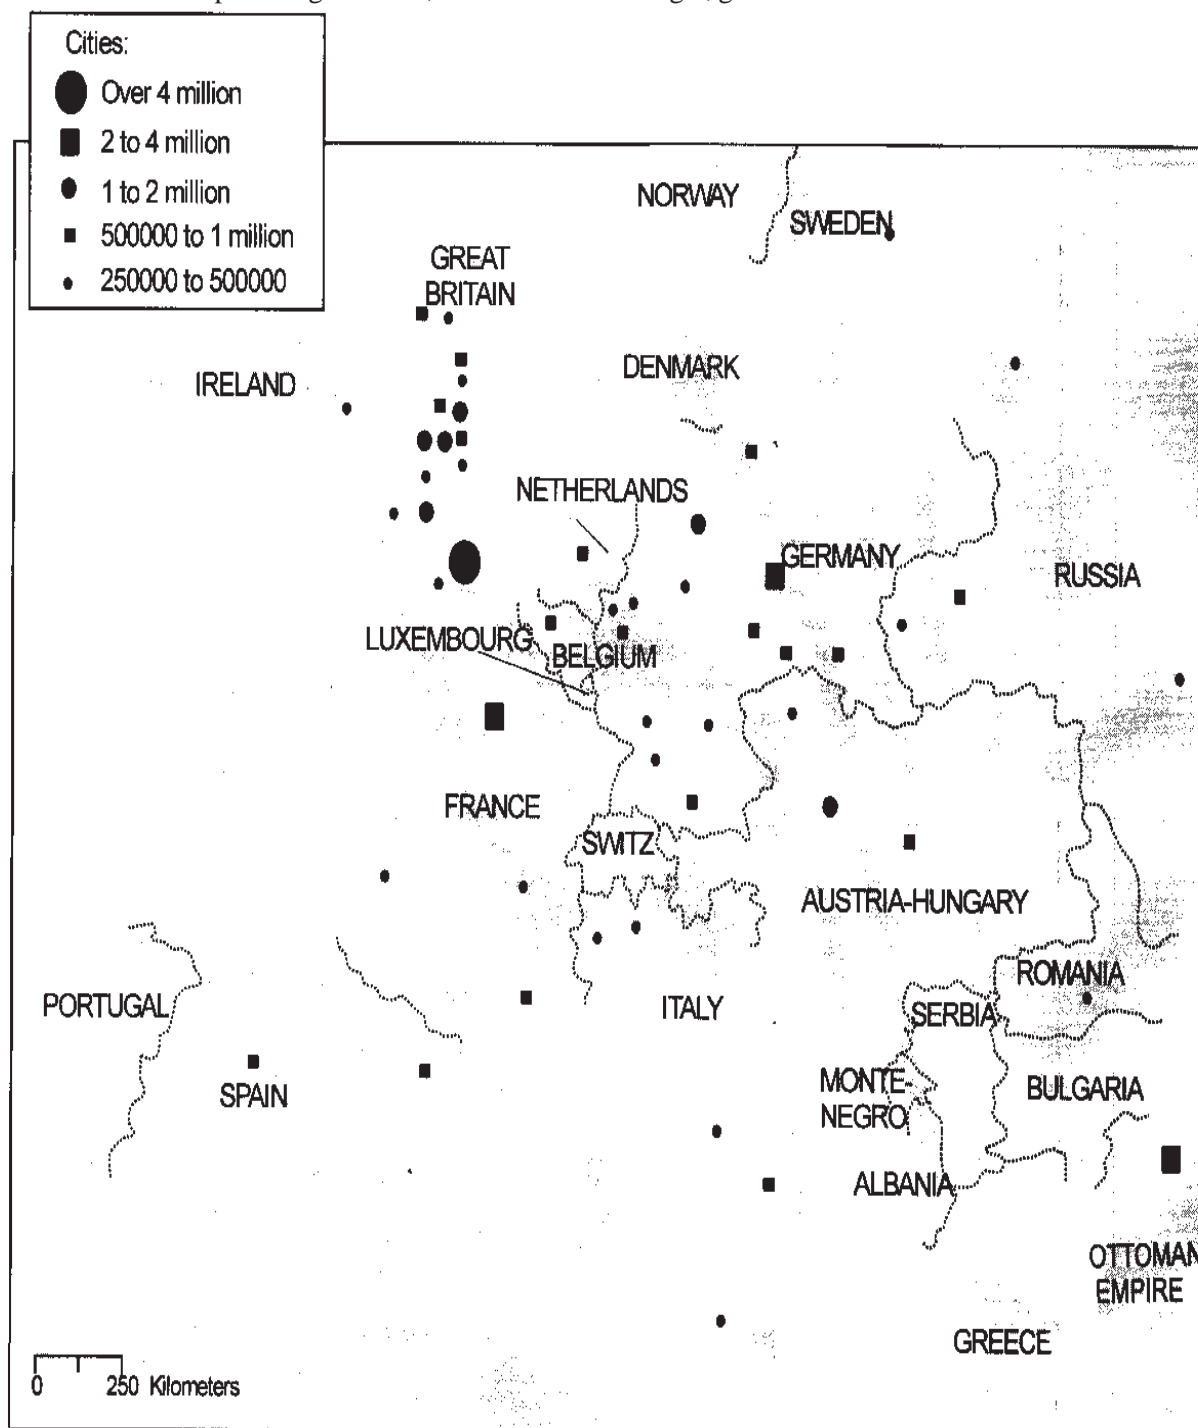 Cities:
Over 4 million
2 to 4 million
1 to 2 million
500000 to 1 million
250000 to 500000
NORWAY
SWEDEN
GREAT
BRITAIN
IRELAND
DENMARK
NETHERLANDS
GERMANY
RUSSIA
LUXEMBOURG
BELGIUM
FRANCE
SWITZ
AUSTRIA-HUNGARY
ROMANIA
PORTUGAL
ITALY
SERBIA
SPAIN
MONTE-
NEGRO
BULGARIA
ALBANIA
OTTOMAN
EMPIRE
GREECE
0 250 Kilometers